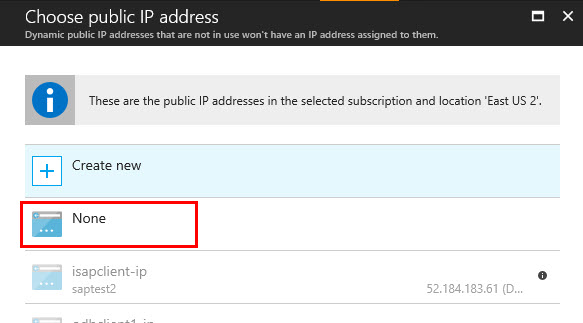 Choose public IP address
Dynamic public IP addresses that are not in use won't have an IP address assigned to them.
These are the public IP addresses in the selected subscription and location 'East US 2'.
Create new
None
isapclient-ip
saptest2
52.184.183.61 (D...